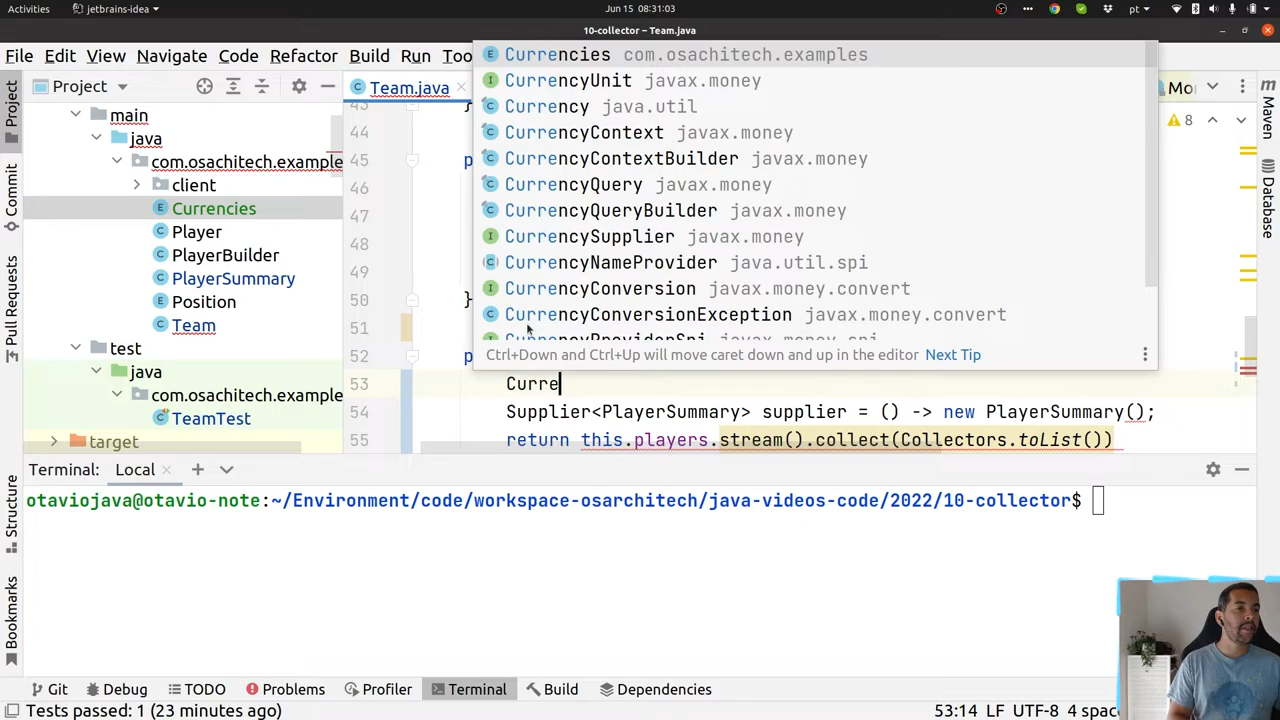 Activities jetbrains-idea Jun 15 08:31:03 pt
10-collector – Team.java
File Edit View Navigate Code Refactor Build Run Too
Project Team.java Mo
main
java
com.osachitech.example
client
Currencies
Player
PlayerBuilder
PlayerSummary
Position
Team
test
java
com.osachitech.example
TeamTest
target
Project
Commit
Pull Requests
Structure
Bookmarks
43 }
44
45 p
46
47
48
49
50 }
51
52 p
53 Curre
54 Supplier<PlayerSummary> supplier = () -> new PlayerSummary();
55 return this.players.stream().collect(Collectors.toList())
Currencies com.osachitech.examples
CurrencyUnit javax.money
Currency java.util
CurrencyContext javax.money
CurrencyContextBuilder javax.money
CurrencyQuery javax.money
CurrencyQueryBuilder javax.money
CurrencySupplier javax.money
CurrencyNameProvider java.util.spi
CurrencyConversion javax.money.convert
CurrencyConversionException javax.money.convert
CurrencyProviderSpi javax.money.spi
Ctrl+Down and Ctrl+Up will move caret down and up in the editor Next Tip
8
Maven
Database
Terminal: Local
otaviojava@otavio-note:~/Environment/code/workspace-osarchitech/java-videos-code/2022/10-collector$
Git Debug TODO Problems Profiler Terminal Build Dependencies
Tests passed: 1 (23 minutes ago) 53:14 LF UTF-8 4 spac